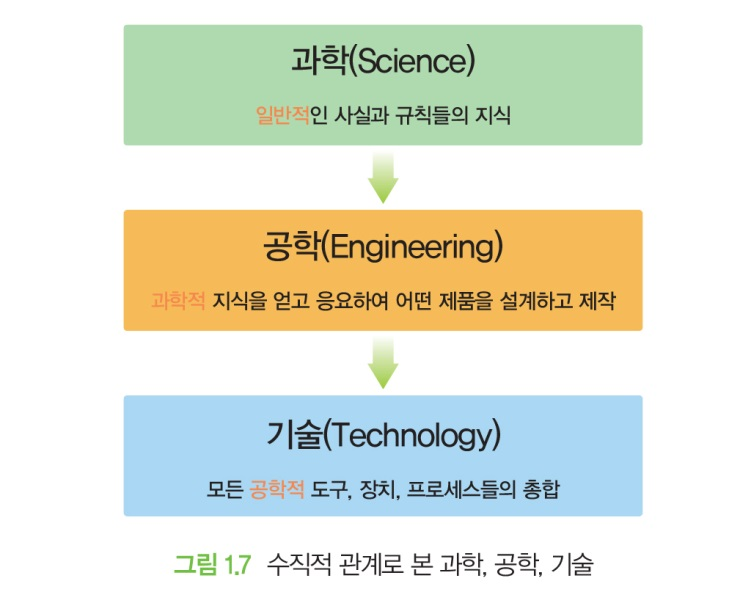 과학(Science)
일반적인 사실과 규칙들의 지식
공학(Engineering)
과학적 지식을 얻고 응요하여 어떤 제품을 설계하고 제작
기술(Technology)
모든 공학적 도구, 장치, 프로세스들의 총합
그림 1.7 수직적 관계로 본 과학, 공학, 기술